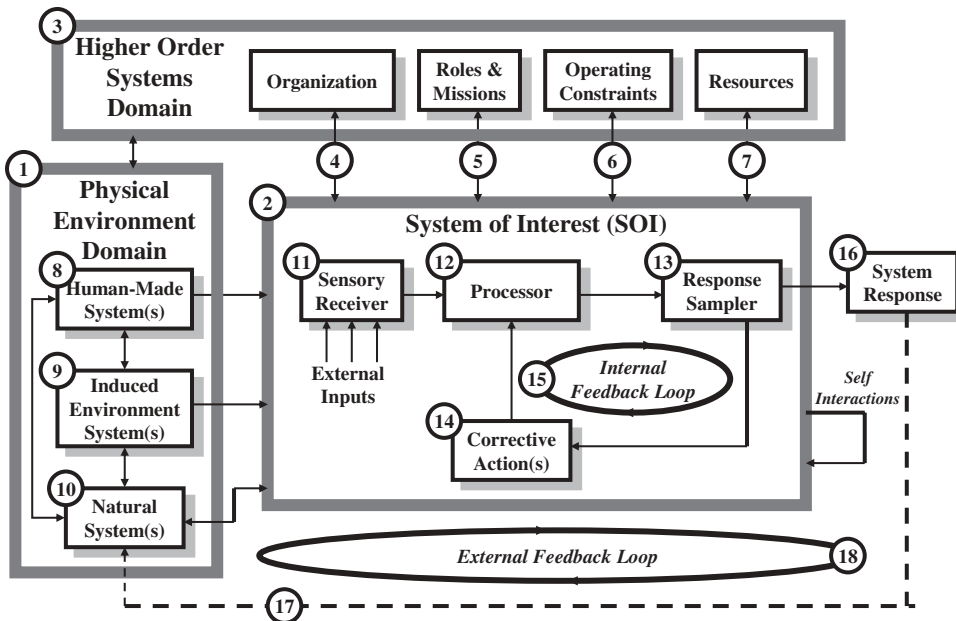 3
Higher Order
Systems
Domain
Organization
Roles &
Missions
Operating
Constraints
Resources
4
5
6
7
1
Physical
Environment
Domain
8
Human-Made
System(s)
9
Induced
Environment
System(s)
10
Natural
System(s)
2
System of Interest (SOI)
11
Sensory
Receiver
External
Inputs
12
Processor
13
Response
Sampler
15
Internal
Feedback Loop
14
Corrective
Action(s)
16
System
Response
Self
Interactions
External Feedback Loop
18
17